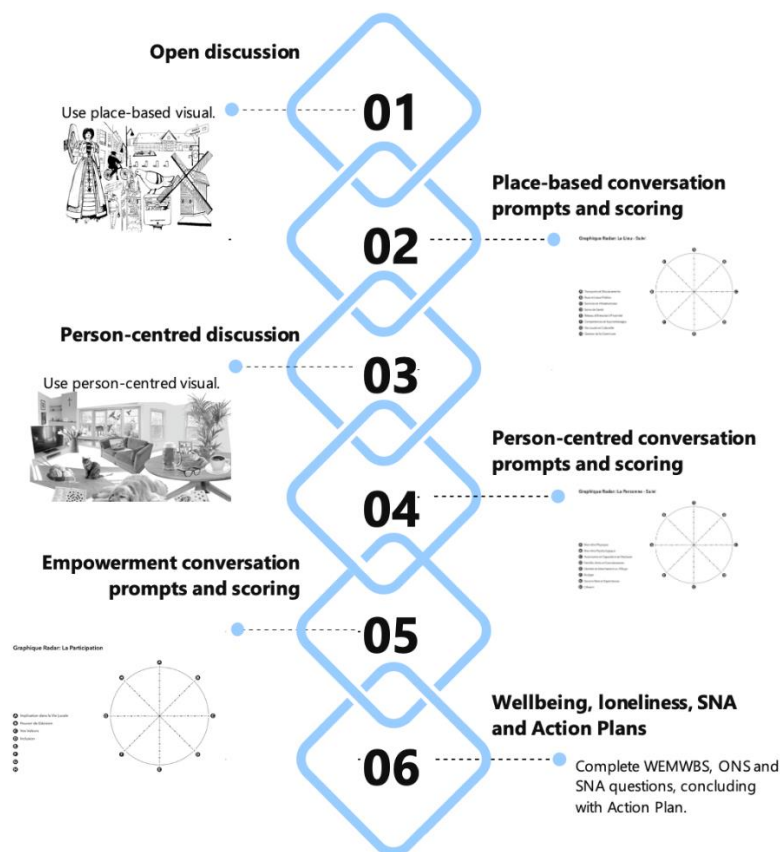 Open discussion
Use place-based visual.
01
Place-based conversation
prompts and scoring
02
Graphique Radar: Le Lieu - Suivi
Person-centred discussion
Use person-centred visual.
03
Person-centred conversation
prompts and scoring
04
Graphique Radar: La Personne - Suivi
Empowerment conversation
prompts and scoring
05
Graphique Radar: La Participation
Wellbeing, loneliness, SNA
and Action Plans
06
Complete WEMWBS, ONS and
SNA questions, concluding
with Action Plan.